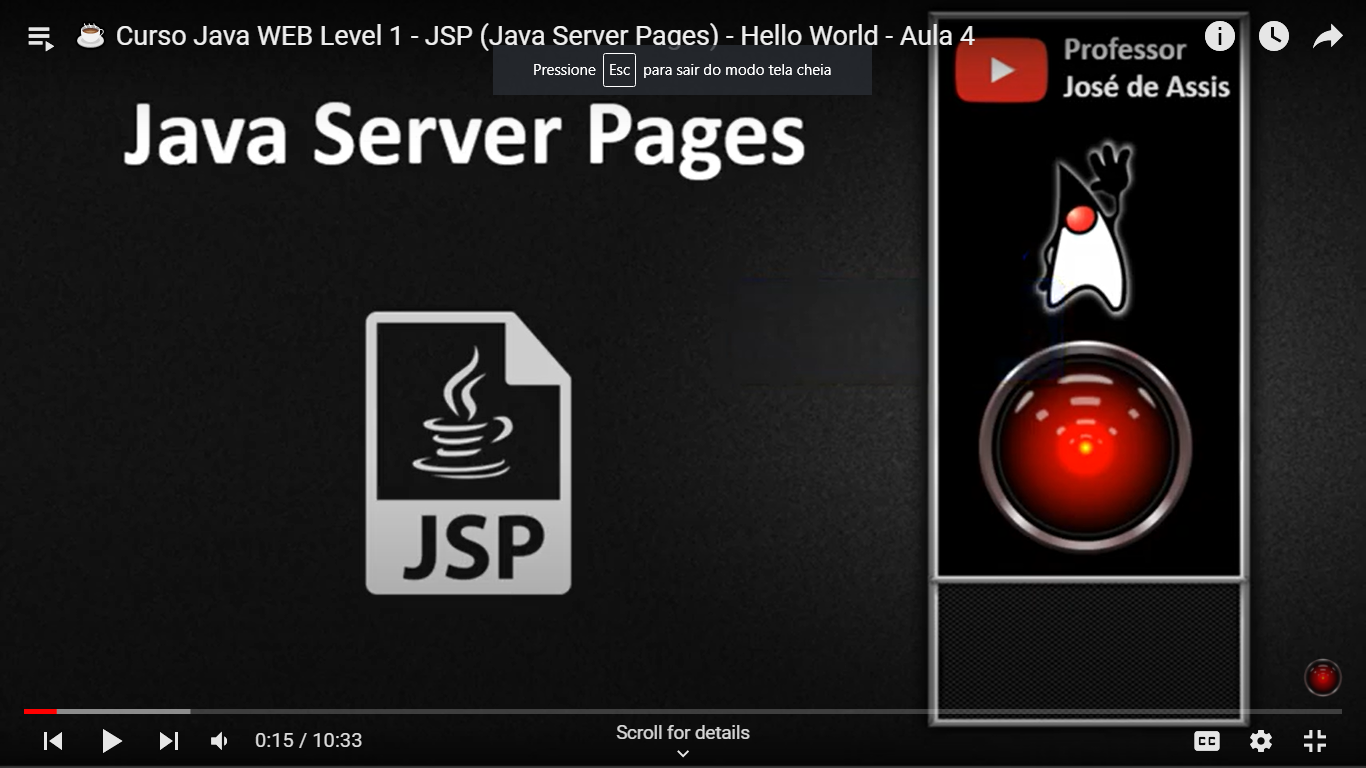 ☕ Curso Java WEB Level 1 - JSP (Java Server Pages) - Hello World - Aula 4
Pressione Esc para sair do modo tela cheia
Professor
José de Assis
Java Server Pages
JSP
0:15 / 10:33
Scroll for details
CC